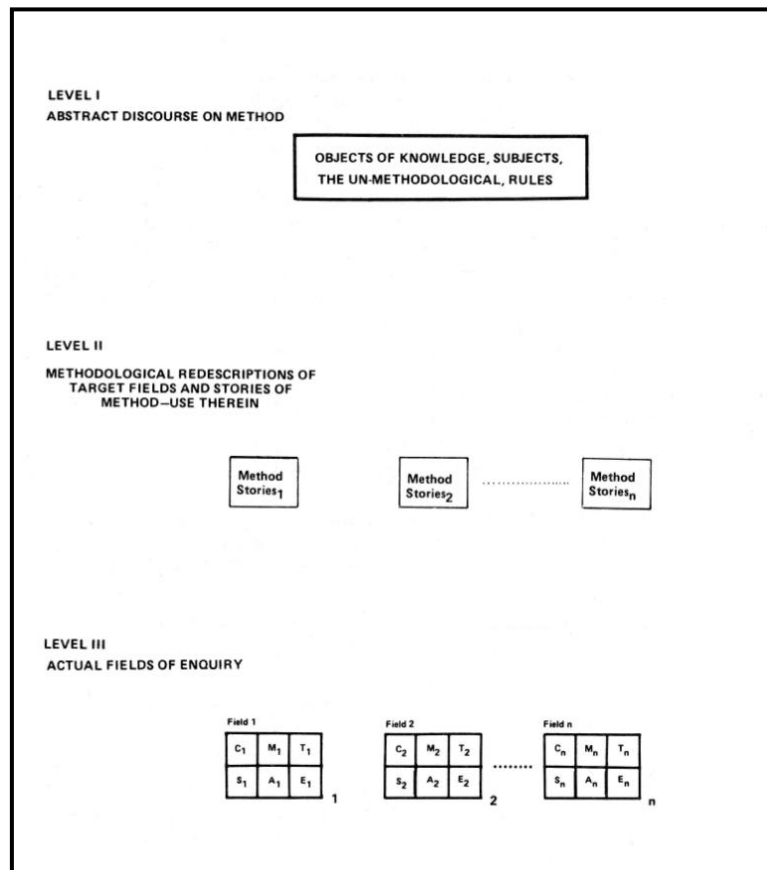 LEVEL I
ABSTRACT DISCOURSE ON METHOD
OBJECTS OF KNOWLEDGE, SUBJECTS,
THE UN-METHODOLOGICAL, RULES
LEVEL II
METHODOLOGICAL REDESCRIPTIONS OF
TARGET FIELDS AND STORIES OF
METHOD—USE THEREIN
Method
Stories₁
Method
Stories₂
Method
Storiesₙ
LEVEL III
ACTUAL FIELDS OF ENQUIRY
Field 1
C₁ M₁ T₁
S₁ A₁ E₁
1
Field 2
C₂ M₂ T₂
S₂ A₂ E₂
2
Field n
Cₙ Mₙ Tₙ
Sₙ Aₙ Eₙ
n